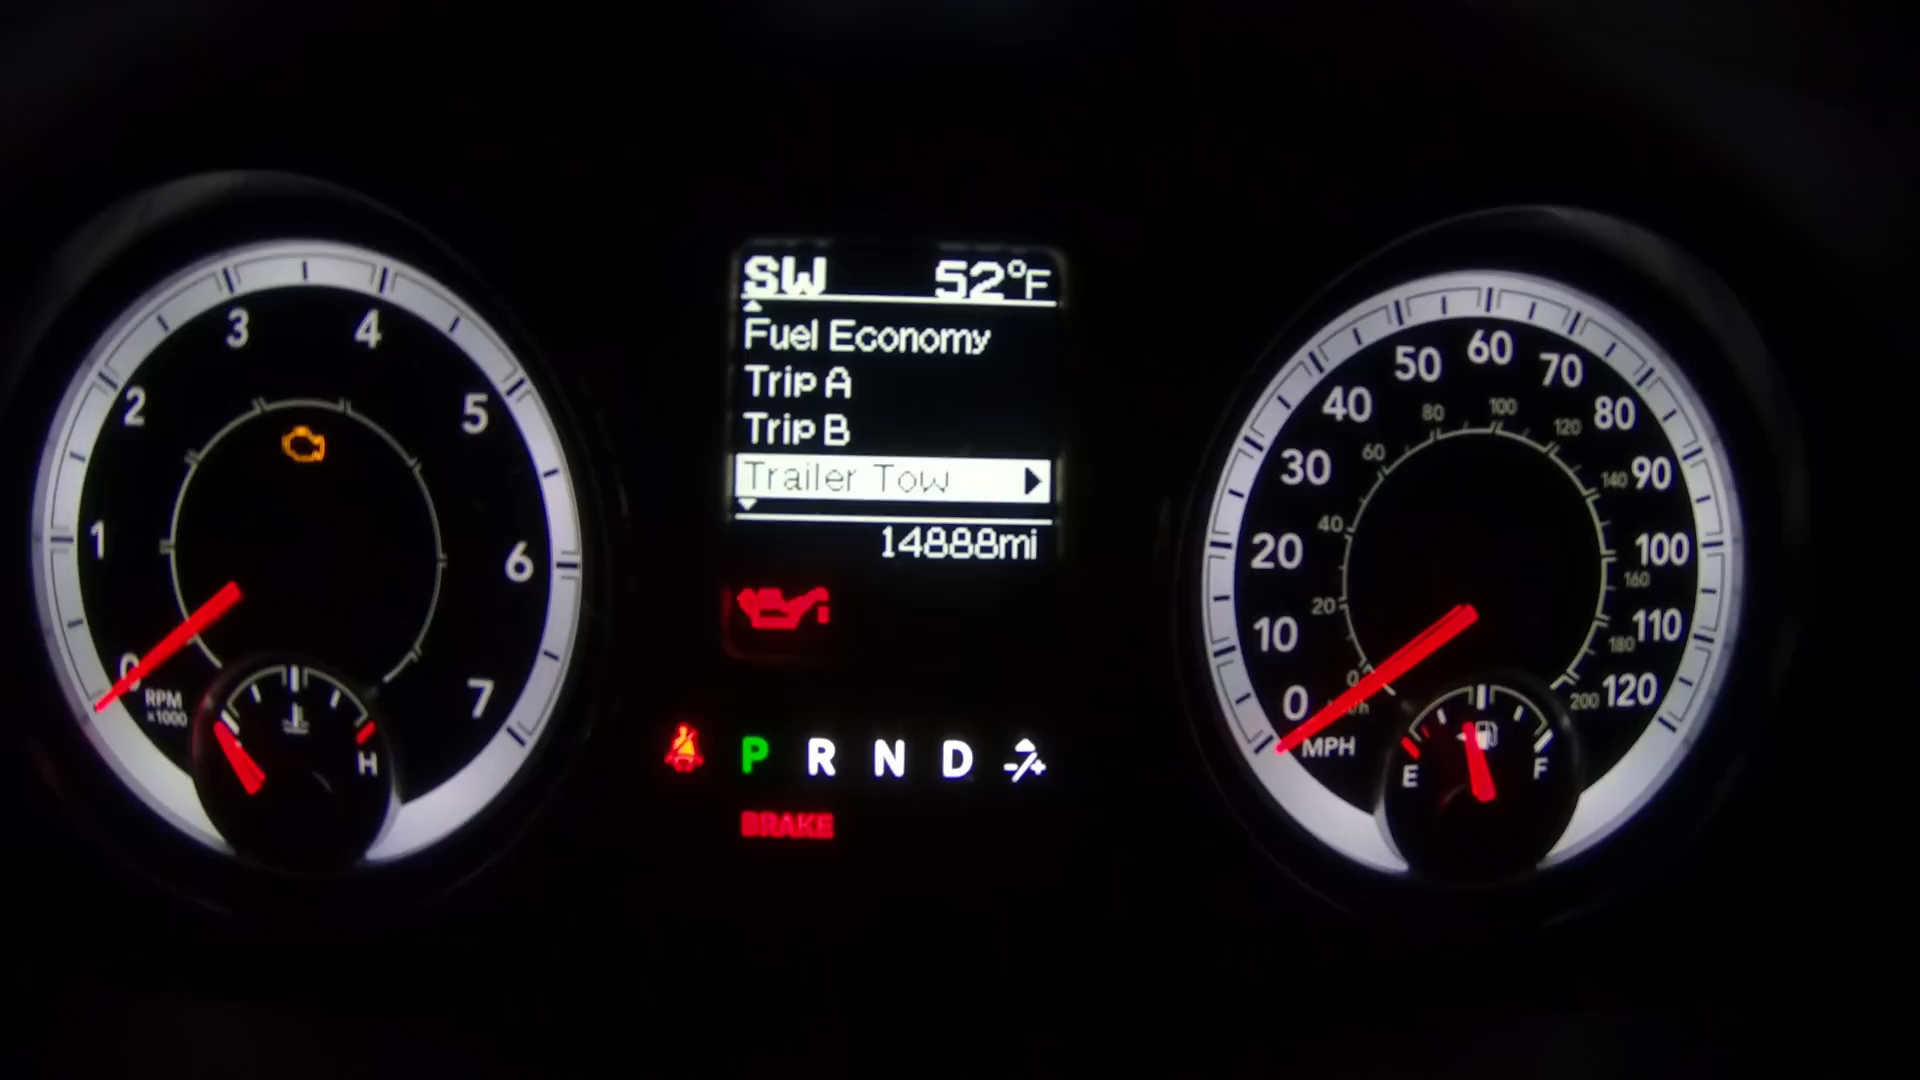 SW 52°F
Fuel Economy
Trip A
Trip B
Trailer Tow
14888mi
0 1 2 3 4 5 6 7
RPM
x1000
H
P R N D -/+
BRAKE
0 10 20 30 40 50 60 70 80 90 100 110 120
0 20 40 60 80 100 120 140 160 180 200
MPH
E F